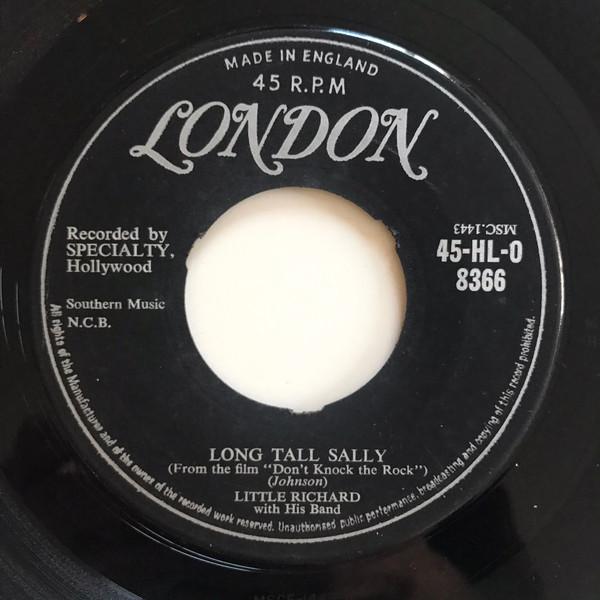 MADE IN ENGLAND
45 R.P.M
LONDON
Recorded by
SPECIALTY,
Hollywood
MSC.1443
45-HL-O
8366
Southern Music
N.C.B.
LONG TALL SALLY
(From the film "Don't Knock the Rock")
(Johnson)
LITTLE RICHARD
with His Band
All rights of the Manufacturer and of the owner of the recorded work reserved. Unauthorised public performance, broadcasting and copying of this record prohibited.